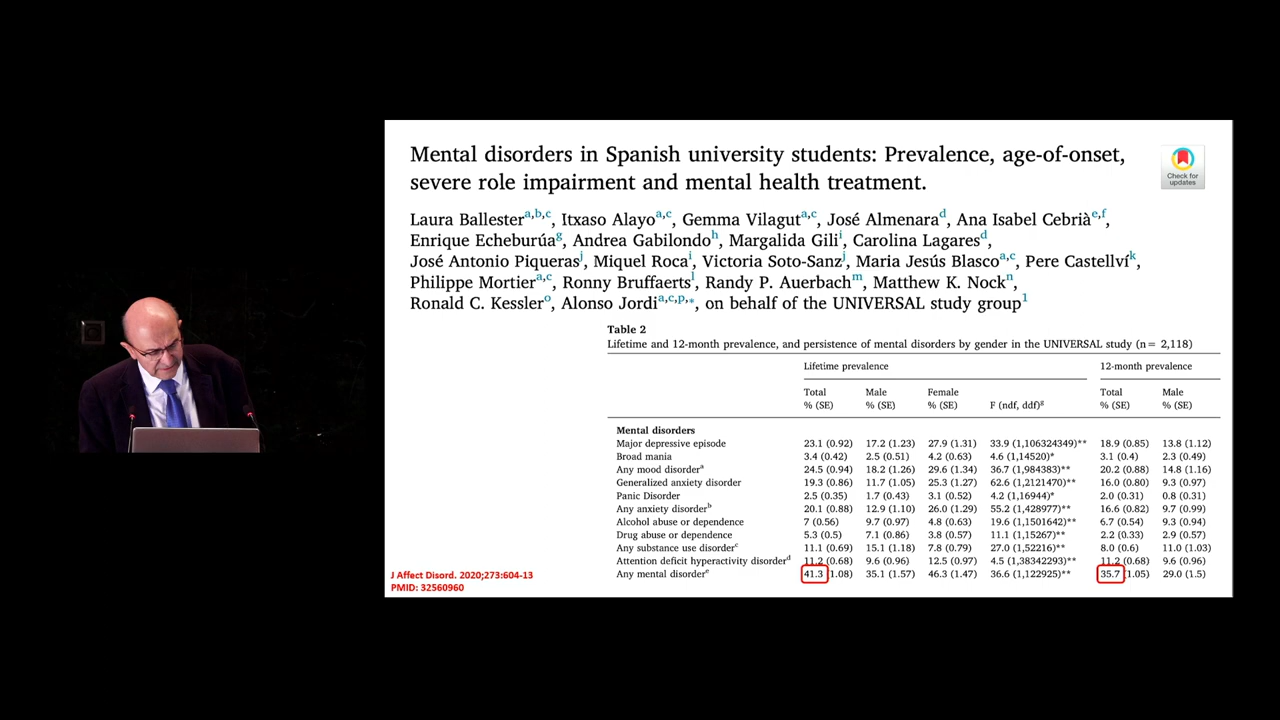 Mental disorders in Spanish university students: Prevalence, age-of-onset,
severe role impairment and mental health treatment.
Check for
updates
Laura Ballester a,b,c, Itxaso Alayo a,c, Gemma Vilagut a,c, José Almenara d, Ana Isabel Cebrià e,f,
Enrique Echeburúa g, Andrea Gabilondo h, Margalida Gili i, Carolina Lagares d,
José Antonio Piqueras j, Miquel Roca i, Victoria Soto-Sanz j, Maria Jesús Blasco a,c, Pere Castellví k,
Philippe Mortier a,c, Ronny Bruffaerts l, Randy P. Auerbach m, Matthew K. Nock n,
Ronald C. Kessler o, Alonso Jordi a,c,p,⁎, on behalf of the UNIVERSAL study group 1
Table 2
Lifetime and 12-month prevalence, and persistence of mental disorders by gender in the UNIVERSAL study (n = 2,118)
Lifetime prevalence 12-month prevalence
Total Male Female Total Male
% (SE) % (SE) % (SE) F (ndf, ddf) g % (SE) % (SE)
Mental disorders
Major depressive episode 23.1 (0.92) 17.2 (1.23) 27.9 (1.31) 33.9 (1,106324349)** 18.9 (0.85) 13.8 (1.12)
Broad mania 3.4 (0.42) 2.5 (0.51) 4.2 (0.63) 4.6 (1,14520)* 3.1 (0.4) 2.3 (0.49)
Any mood disorder a 24.5 (0.94) 18.2 (1.26) 29.6 (1.34) 36.7 (1,984383)** 20.2 (0.88) 14.8 (1.16)
Generalized anxiety disorder 19.3 (0.86) 11.7 (1.05) 25.3 (1.27) 62.6 (1,2121470)** 16.0 (0.80) 9.3 (0.97)
Panic Disorder 2.5 (0.35) 1.7 (0.43) 3.1 (0.52) 4.2 (1,16944)* 2.0 (0.31) 0.8 (0.31)
Any anxiety disorder b 20.1 (0.88) 12.9 (1.10) 26.0 (1.29) 55.2 (1,428977)** 16.6 (0.82) 9.7 (0.99)
Alcohol abuse or dependence 7 (0.56) 9.7 (0.97) 4.8 (0.63) 19.6 (1,1501642)** 6.7 (0.54) 9.3 (0.94)
Drug abuse or dependence 5.3 (0.5) 7.1 (0.86) 3.8 (0.57) 11.1 (1,15267)** 2.2 (0.33) 2.9 (0.57)
Any substance use disorder c 11.1 (0.69) 15.1 (1.18) 7.8 (0.79) 27.0 (1,52216)** 8.0 (0.6) 11.0 (1.03)
Attention deficit hyperactivity disorder d 11.2 (0.68) 9.6 (0.96) 12.5 (0.97) 4.5 (1,38342293)** 11.2 (0.68) 9.6 (0.96)
Any mental disorder e 41.3 (1.08) 35.1 (1.57) 46.3 (1.47) 36.6 (1,122925)** 35.7 (1.05) 29.0 (1.5)
J Affect Disord. 2020;273:604-13
PMID: 32560960